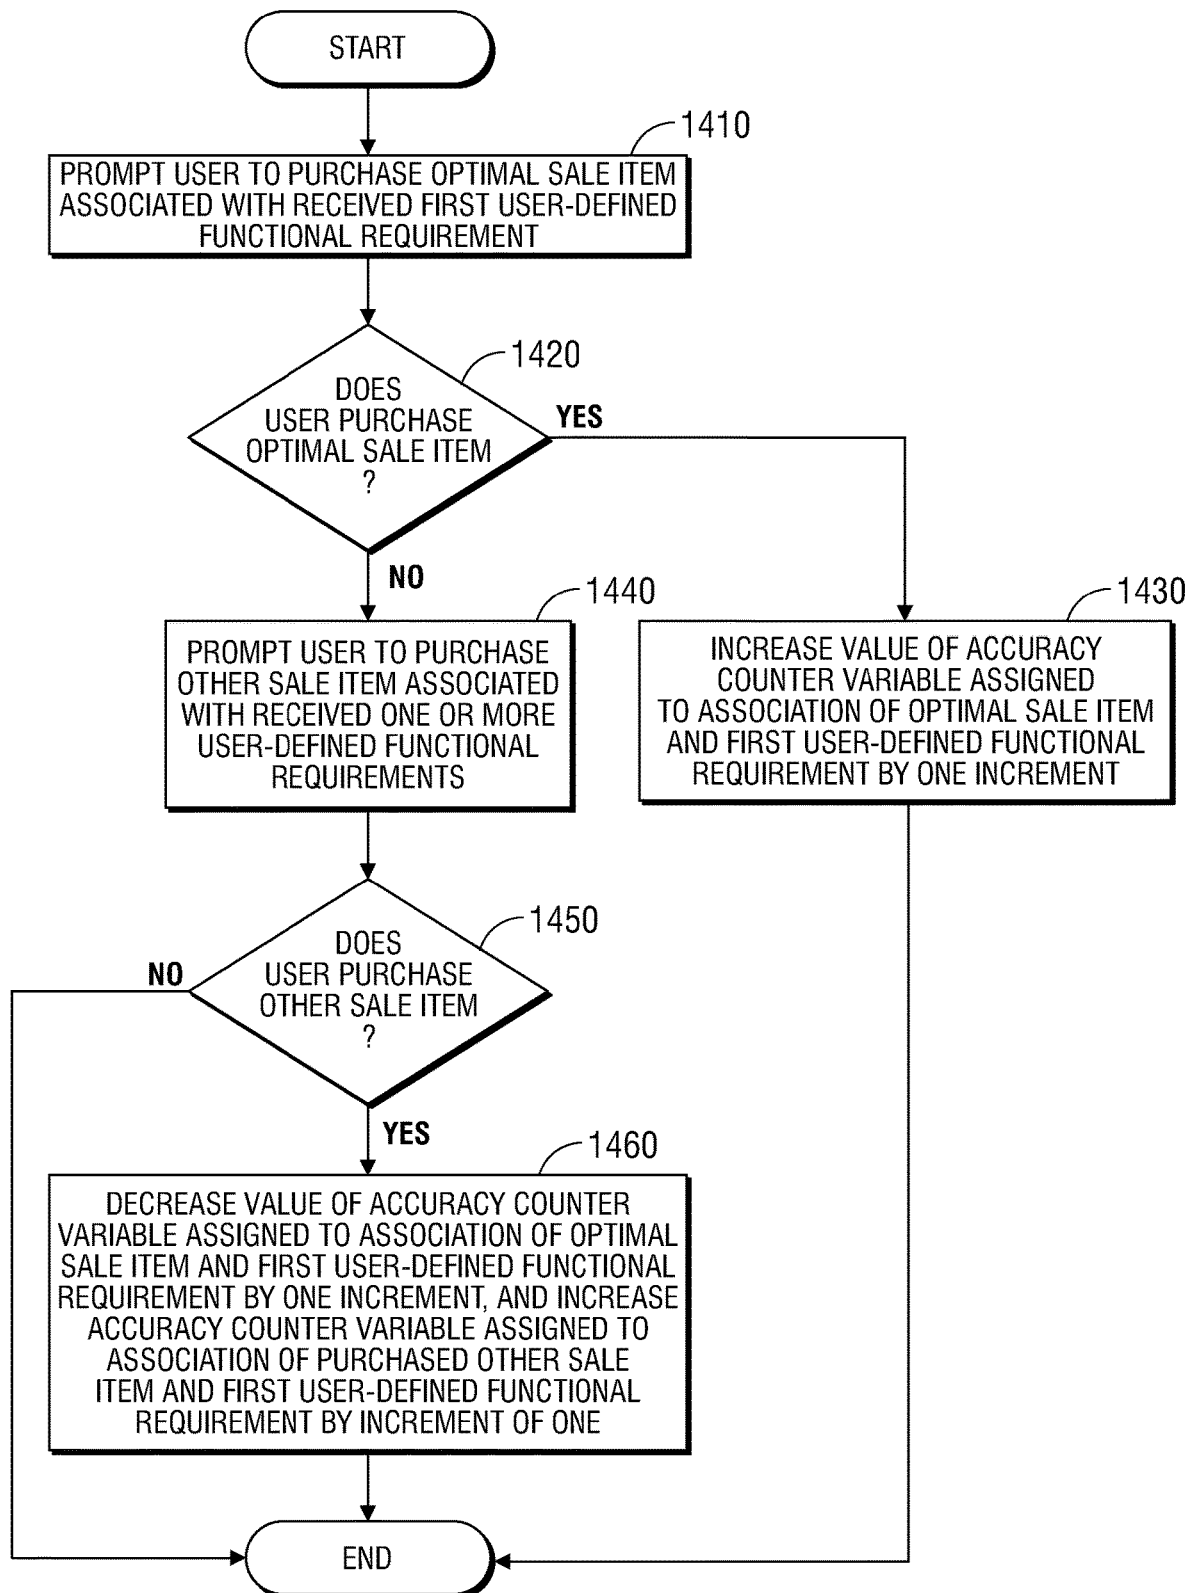 START
1410
PROMPT USER TO PURCHASE OPTIMAL SALE ITEM
ASSOCIATED WITH RECEIVED FIRST USER-DEFINED
FUNCTIONAL REQUIREMENT
1420
DOES
USER PURCHASE
OPTIMAL SALE ITEM
?
YES
NO
1440
PROMPT USER TO PURCHASE
OTHER SALE ITEM ASSOCIATED
WITH RECEIVED ONE OR MORE
USER-DEFINED FUNCTIONAL
REQUIREMENTS
1430
INCREASE VALUE OF ACCURACY
COUNTER VARIABLE ASSIGNED
TO ASSOCIATION OF OPTIMAL SALE ITEM
AND FIRST USER-DEFINED FUNCTIONAL
REQUIREMENT BY ONE INCREMENT
1450
DOES
USER PURCHASE
OTHER SALE ITEM
?
NO
YES
1460
DECREASE VALUE OF ACCURACY COUNTER
VARIABLE ASSIGNED TO ASSOCIATION OF OPTIMAL
SALE ITEM AND FIRST USER-DEFINED FUNCTIONAL
REQUIREMENT BY ONE INCREMENT, AND INCREASE
ACCURACY COUNTER VARIABLE ASSIGNED TO
ASSOCIATION OF PURCHASED OTHER SALE
ITEM AND FIRST USER-DEFINED FUNCTIONAL
REQUIREMENT BY INCREMENT OF ONE
END